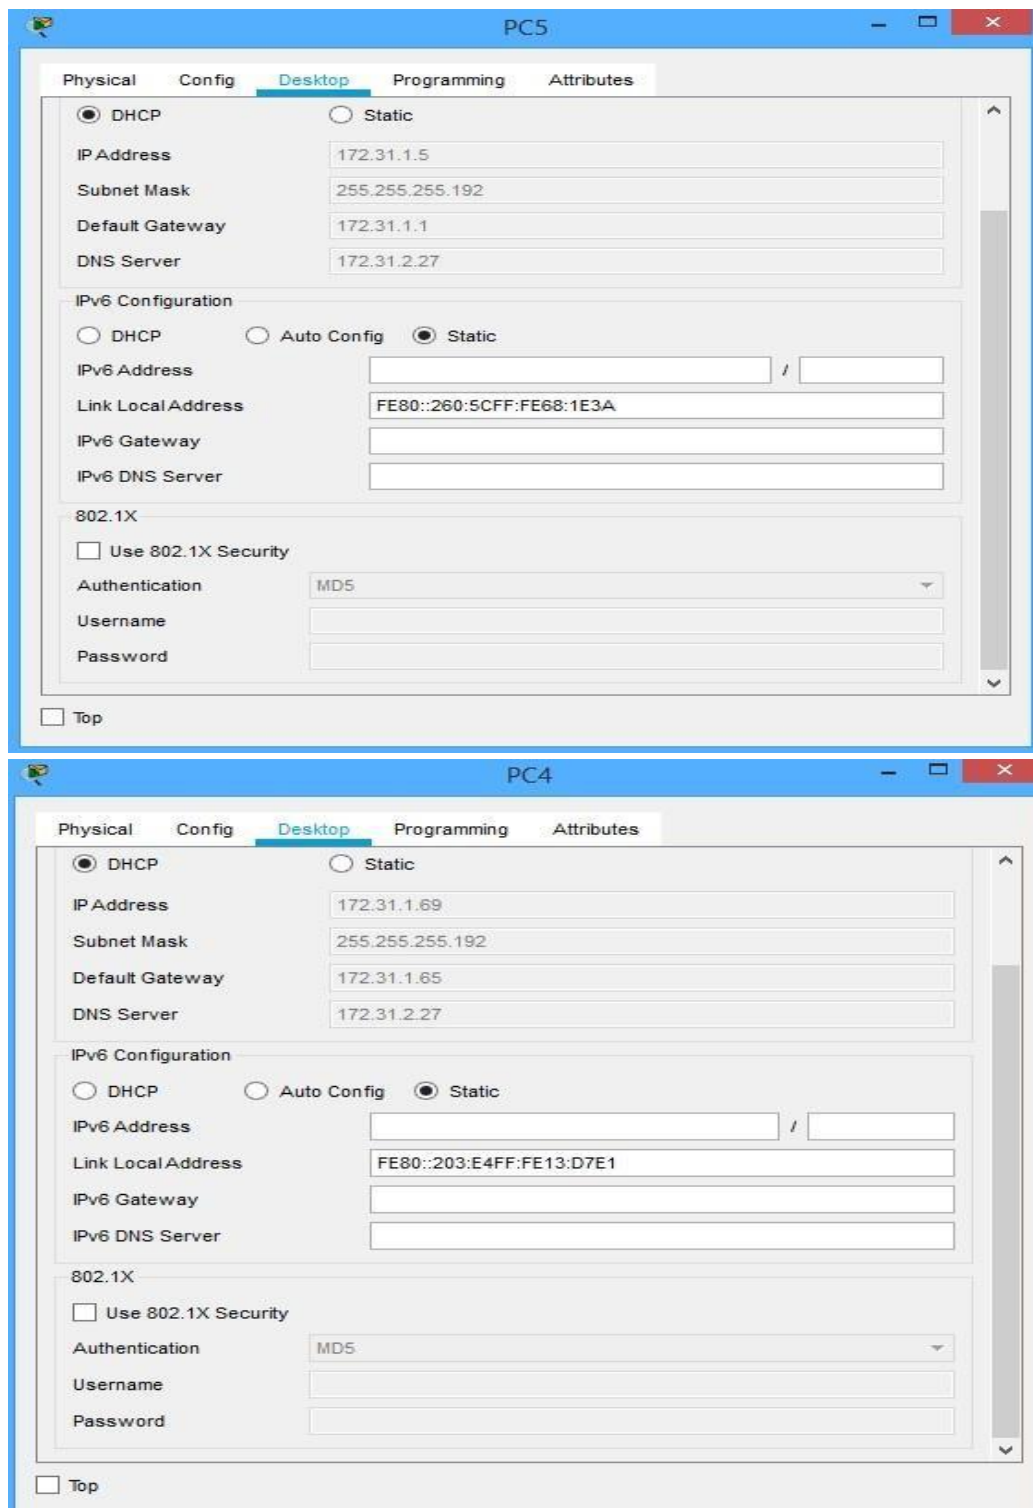 PC5
Physical Config Desktop Programming Attributes
DHCP Static
IP Address 172.31.1.5
Subnet Mask 255.255.255.192
Default Gateway 172.31.1.1
DNS Server 172.31.2.27
IPv6 Configuration
DHCP Auto Config Static
IPv6 Address /
Link Local Address FE80::260:5CFF:FE68:1E3A
IPv6 Gateway
IPv6 DNS Server
802.1X
Use 802.1X Security
Authentication MD5
Username
Password
Top
PC4
Physical Config Desktop Programming Attributes
DHCP Static
IP Address 172.31.1.69
Subnet Mask 255.255.255.192
Default Gateway 172.31.1.65
DNS Server 172.31.2.27
IPv6 Configuration
DHCP Auto Config Static
IPv6 Address /
Link Local Address FE80::203:E4FF:FE13:D7E1
IPv6 Gateway
IPv6 DNS Server
802.1X
Use 802.1X Security
Authentication MD5
Username
Password
Top